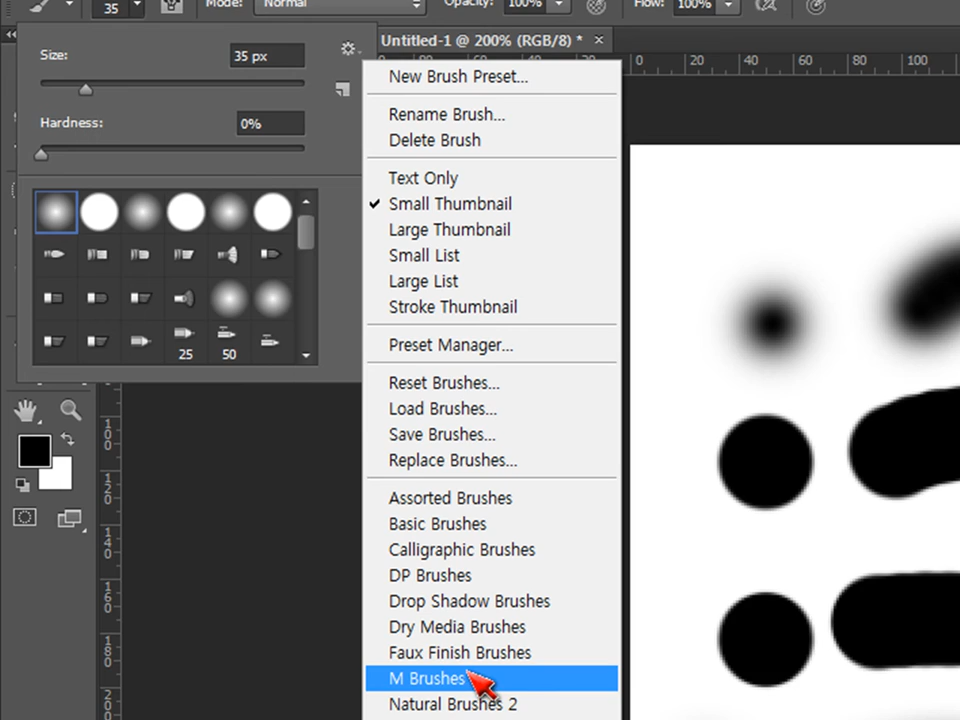 35 Mode: Normal Opacity: 100% Flow: 100%
Untitled-1 @ 200% (RGB/8) * ×
Size: 35 px
Hardness: 0%
25 50
New Brush Preset...
Rename Brush...
Delete Brush
Text Only
Small Thumbnail
Large Thumbnail
Small List
Large List
Stroke Thumbnail
Preset Manager...
Reset Brushes...
Load Brushes...
Save Brushes...
Replace Brushes...
Assorted Brushes
Basic Brushes
Calligraphic Brushes
DP Brushes
Drop Shadow Brushes
Dry Media Brushes
Faux Finish Brushes
M Brushes
Natural Brushes 2
0 20 40 60 80 100
100
120
140
160
180